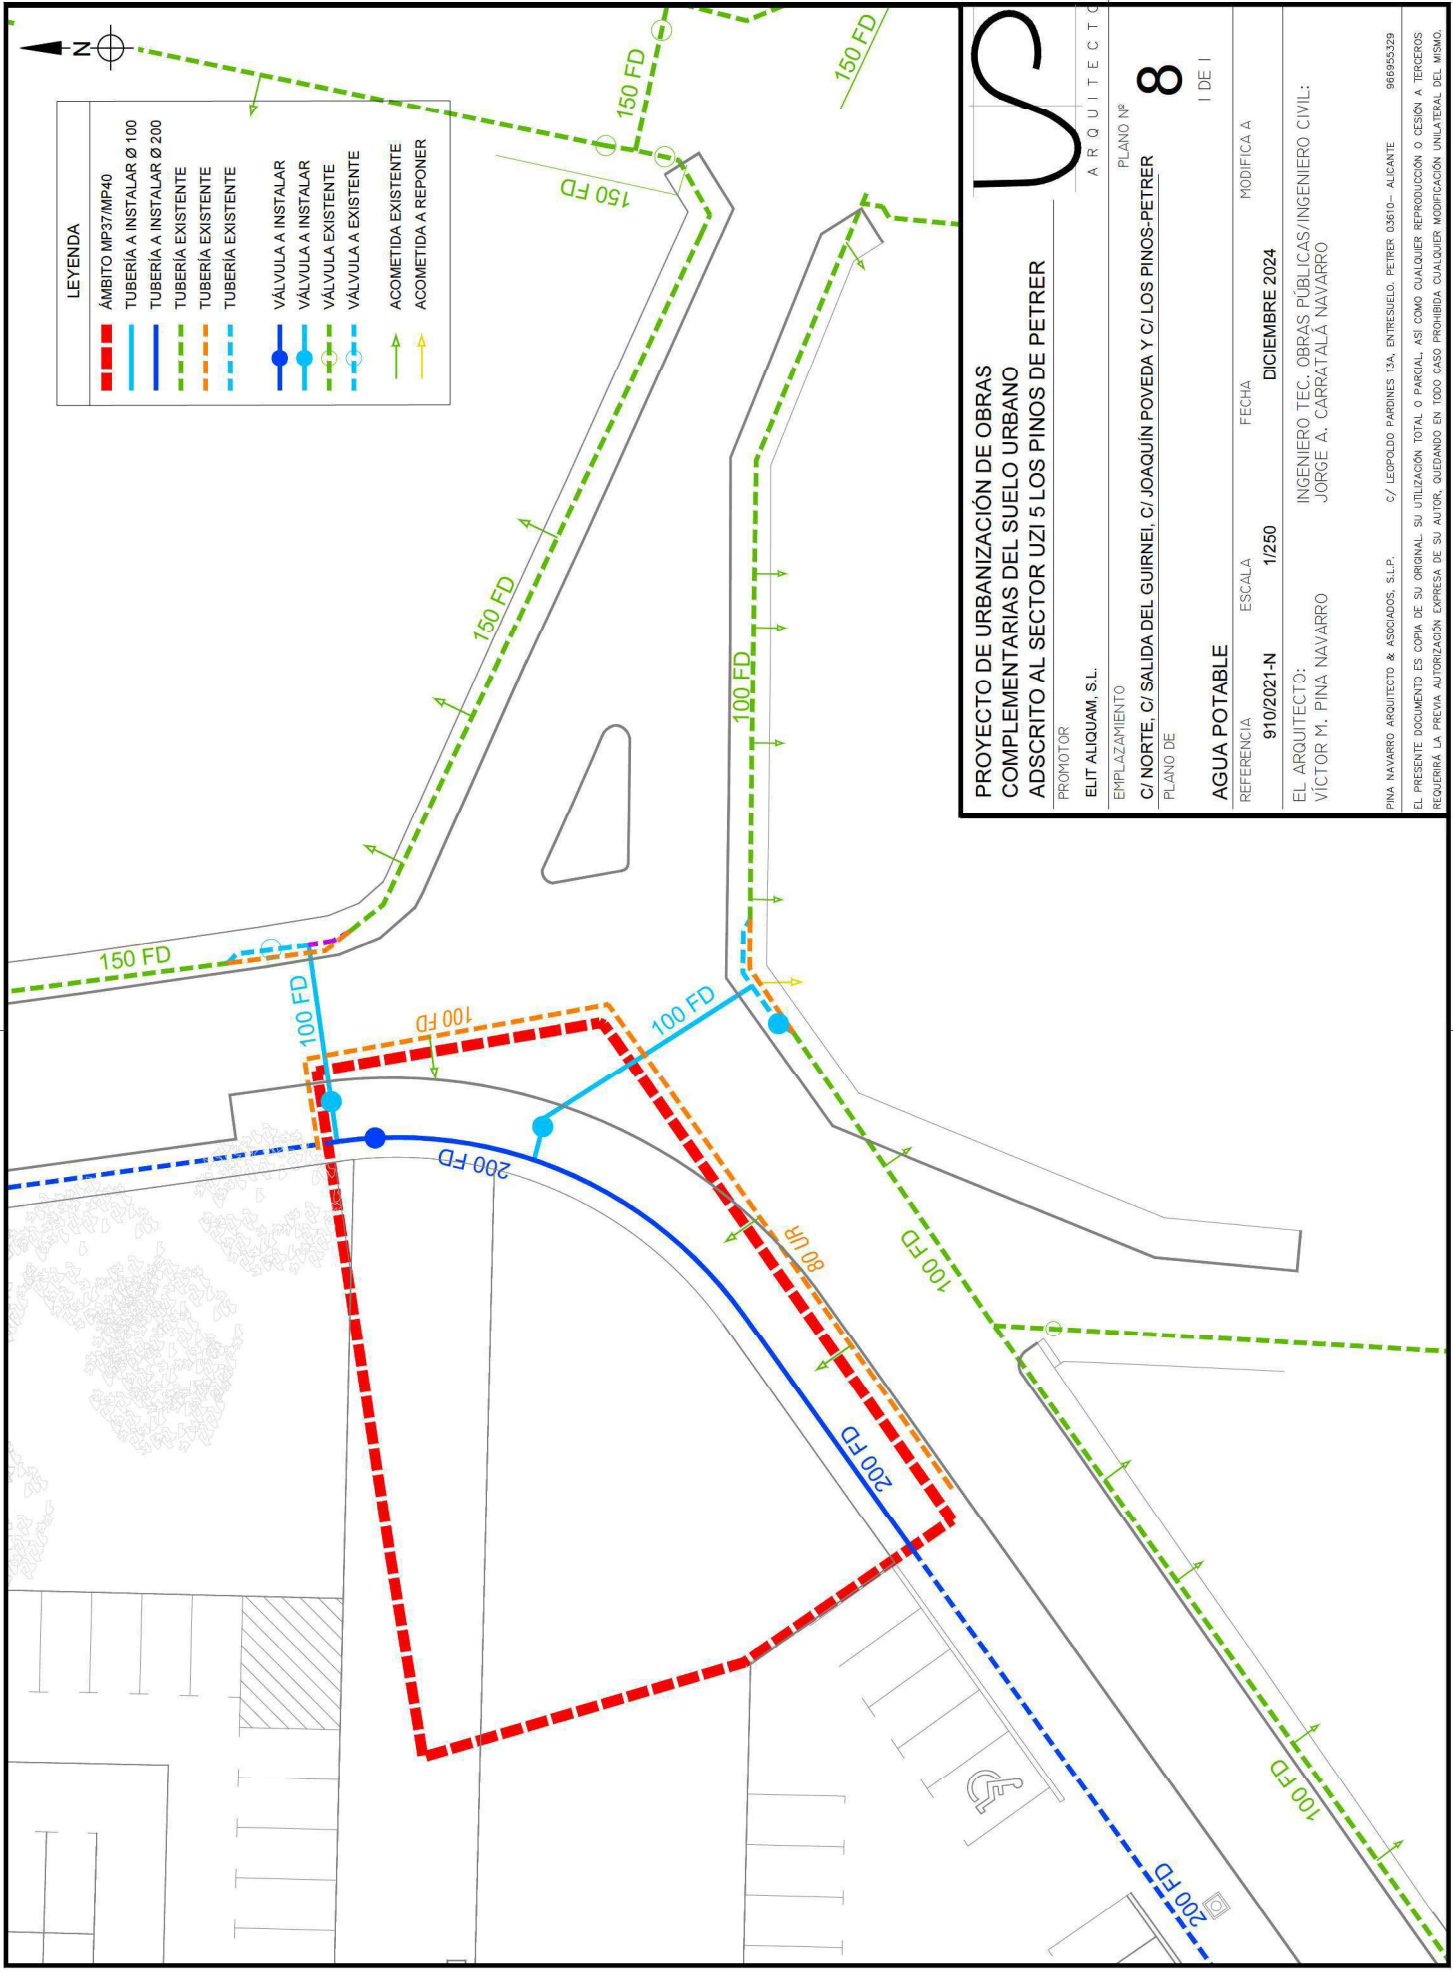 N
LEYENDA
ÁMBITO MP37/MP40
TUBERÍA A INSTALAR Ø 100
TUBERÍA A INSTALAR Ø 200
TUBERÍA EXISTENTE
TUBERÍA EXISTENTE
TUBERÍA EXISTENTE
VÁLVULA A INSTALAR
VÁLVULA A INSTALAR
VÁLVULA EXISTENTE
VÁLVULA A EXISTENTE
ACOMETIDA EXISTENTE
ACOMETIDA A REPONER
150 FD
150 FD
150 FD
150 FD
150 FD
100 FD
100 FD
100 FD
100 FD
200 FD
80 UR
200 FD
100 FD
100 FD
200 FD
ARQUITECTO
PROYECTO DE URBANIZACIÓN DE OBRAS
COMPLEMENTARIAS DEL SUELO URBANO
ADSCRITO AL SECTOR UZI 5 LOS PINOS DE PETRER
PROMOTOR
ELIT ALIQUAM, S.L.
EMPLAZAMIENTO
C/ NORTE, C/ SALIDA DEL GUIRNEI, C/ JOAQUÍN POVEDA Y C/ LOS PINOS-PETRER
PLANO DE
AGUA POTABLE
PLANO Nº
8
1 DE 1
REFERENCIA
910/2021-N
ESCALA
1/250
FECHA
DICIEMBRE 2024
MODIFICA A
EL ARQUITECTO:
VÍCTOR M. PINA NAVARRO
INGENIERO TEC. OBRAS PÚBLICAS/INGENIERO CIVIL:
JORGE A. CARRATALÁ NAVARRO
PINA NAVARRO ARQUITECTO & ASOCIADOS, S.L.P. C/ LEOPOLDO PARDINES 13A, ENTRESUELO. PETRER 03610– ALICANTE 966955329
EL PRESENTE DOCUMENTO ES COPIA DE SU ORIGINAL. SU UTILIZACIÓN TOTAL O PARCIAL, ASÍ COMO CUALQUIER REPRODUCCIÓN O CESIÓN A TERCEROS
REQUERIRÁ LA PREVIA AUTORIZACIÓN EXPRESA DE SU AUTOR, QUEDANDO EN TODO CASO PROHIBIDA CUALQUIER MODIFICACIÓN UNILATERAL DEL MISMO.